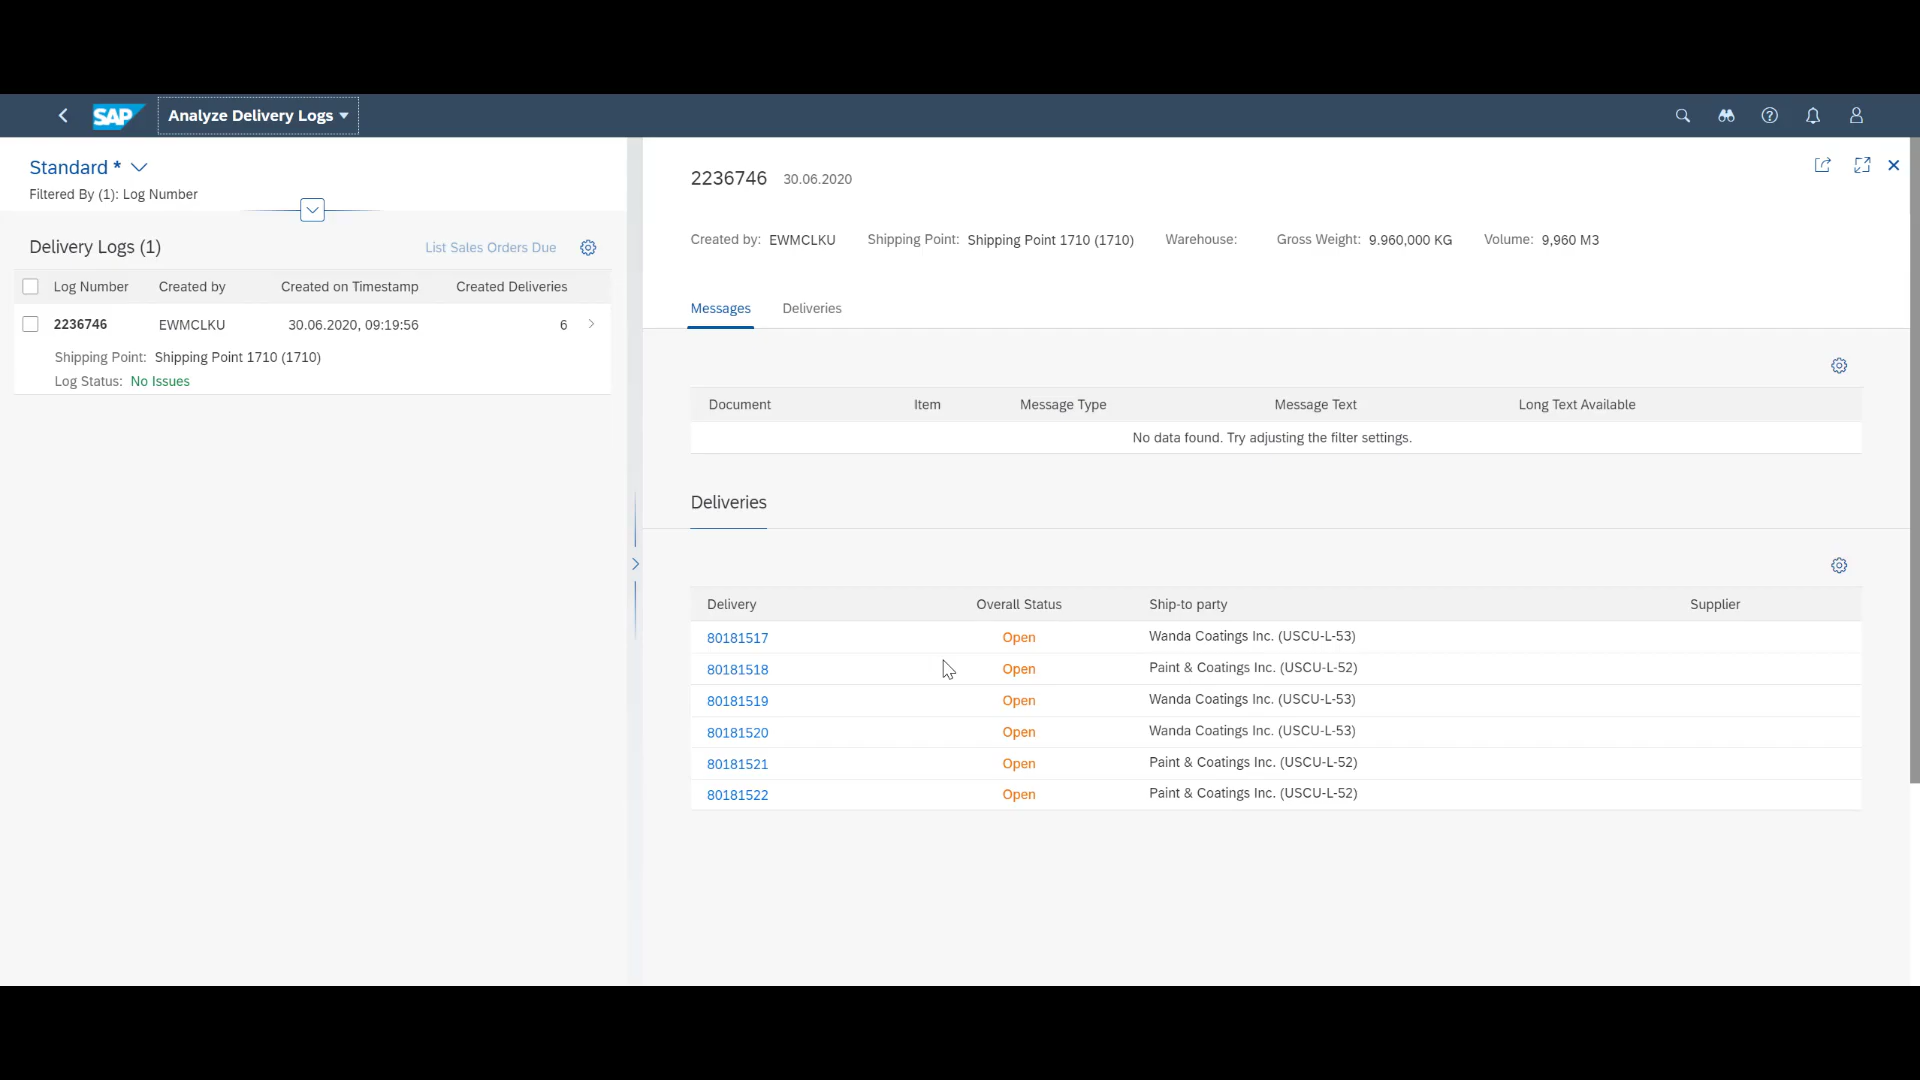 SAP Analyze Delivery Logs
Standard *
Filtered By (1): Log Number
Delivery Logs (1) List Sales Orders Due
Log Number Created by Created on Timestamp Created Deliveries
2236746 EWMCLKU 30.06.2020, 09:19:56 6
Shipping Point: Shipping Point 1710 (1710)
Log Status: No Issues
2236746 30.06.2020
Created by: EWMCLKU Shipping Point: Shipping Point 1710 (1710) Warehouse: Gross Weight: 9.960,000 KG Volume: 9,960 M3
Messages Deliveries
Document Item Message Type Message Text Long Text Available
No data found. Try adjusting the filter settings.
Deliveries
Delivery Overall Status Ship-to party Supplier
80181517 Open Wanda Coatings Inc. (USCU-L-53)
80181518 Open Paint & Coatings Inc. (USCU-L-52)
80181519 Open Wanda Coatings Inc. (USCU-L-53)
80181520 Open Wanda Coatings Inc. (USCU-L-53)
80181521 Open Paint & Coatings Inc. (USCU-L-52)
80181522 Open Paint & Coatings Inc. (USCU-L-52)